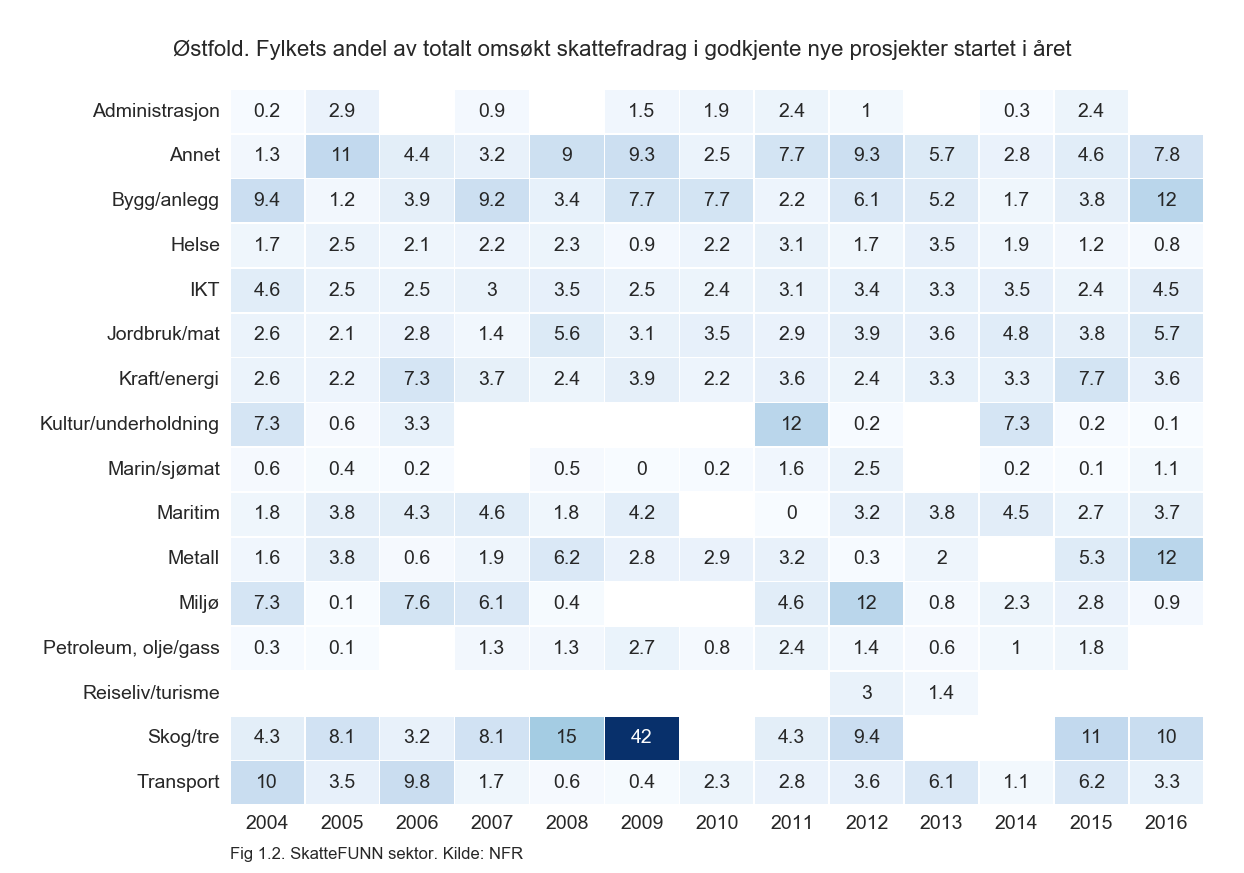 Østfold. Fylkets andel av totalt omsøkt skattefradrag i godkjente nye prosjekter startet i året
Administrasjon 0.2 2.9 0.9 1.5 1.9 2.4 1 0.3 2.4
Annet 1.3 11 4.4 3.2 9 9.3 2.5 7.7 9.3 5.7 2.8 4.6 7.8
Bygg/anlegg 9.4 1.2 3.9 9.2 3.4 7.7 7.7 2.2 6.1 5.2 1.7 3.8 12
Helse 1.7 2.5 2.1 2.2 2.3 0.9 2.2 3.1 1.7 3.5 1.9 1.2 0.8
IKT 4.6 2.5 2.5 3 3.5 2.5 2.4 3.1 3.4 3.3 3.5 2.4 4.5
Jordbruk/mat 2.6 2.1 2.8 1.4 5.6 3.1 3.5 2.9 3.9 3.6 4.8 3.8 5.7
Kraft/energi 2.6 2.2 7.3 3.7 2.4 3.9 2.2 3.6 2.4 3.3 3.3 7.7 3.6
Kultur/underholdning 7.3 0.6 3.3 12 0.2 7.3 0.2 0.1
Marin/sjømat 0.6 0.4 0.2 0.5 0 0.2 1.6 2.5 0.2 0.1 1.1
Maritim 1.8 3.8 4.3 4.6 1.8 4.2 0 3.2 3.8 4.5 2.7 3.7
Metall 1.6 3.8 0.6 1.9 6.2 2.8 2.9 3.2 0.3 2 5.3 12
Miljø 7.3 0.1 7.6 6.1 0.4 4.6 12 0.8 2.3 2.8 0.9
Petroleum, olje/gass 0.3 0.1 1.3 1.3 2.7 0.8 2.4 1.4 0.6 1 1.8
Reiseliv/turisme 3 1.4
Skog/tre 4.3 8.1 3.2 8.1 15 42 4.3 9.4 11 10
Transport 10 3.5 9.8 1.7 0.6 0.4 2.3 2.8 3.6 6.1 1.1 6.2 3.3
2004 2005 2006 2007 2008 2009 2010 2011 2012 2013 2014 2015 2016
Fig 1.2. SkatteFUNN sektor. Kilde: NFR